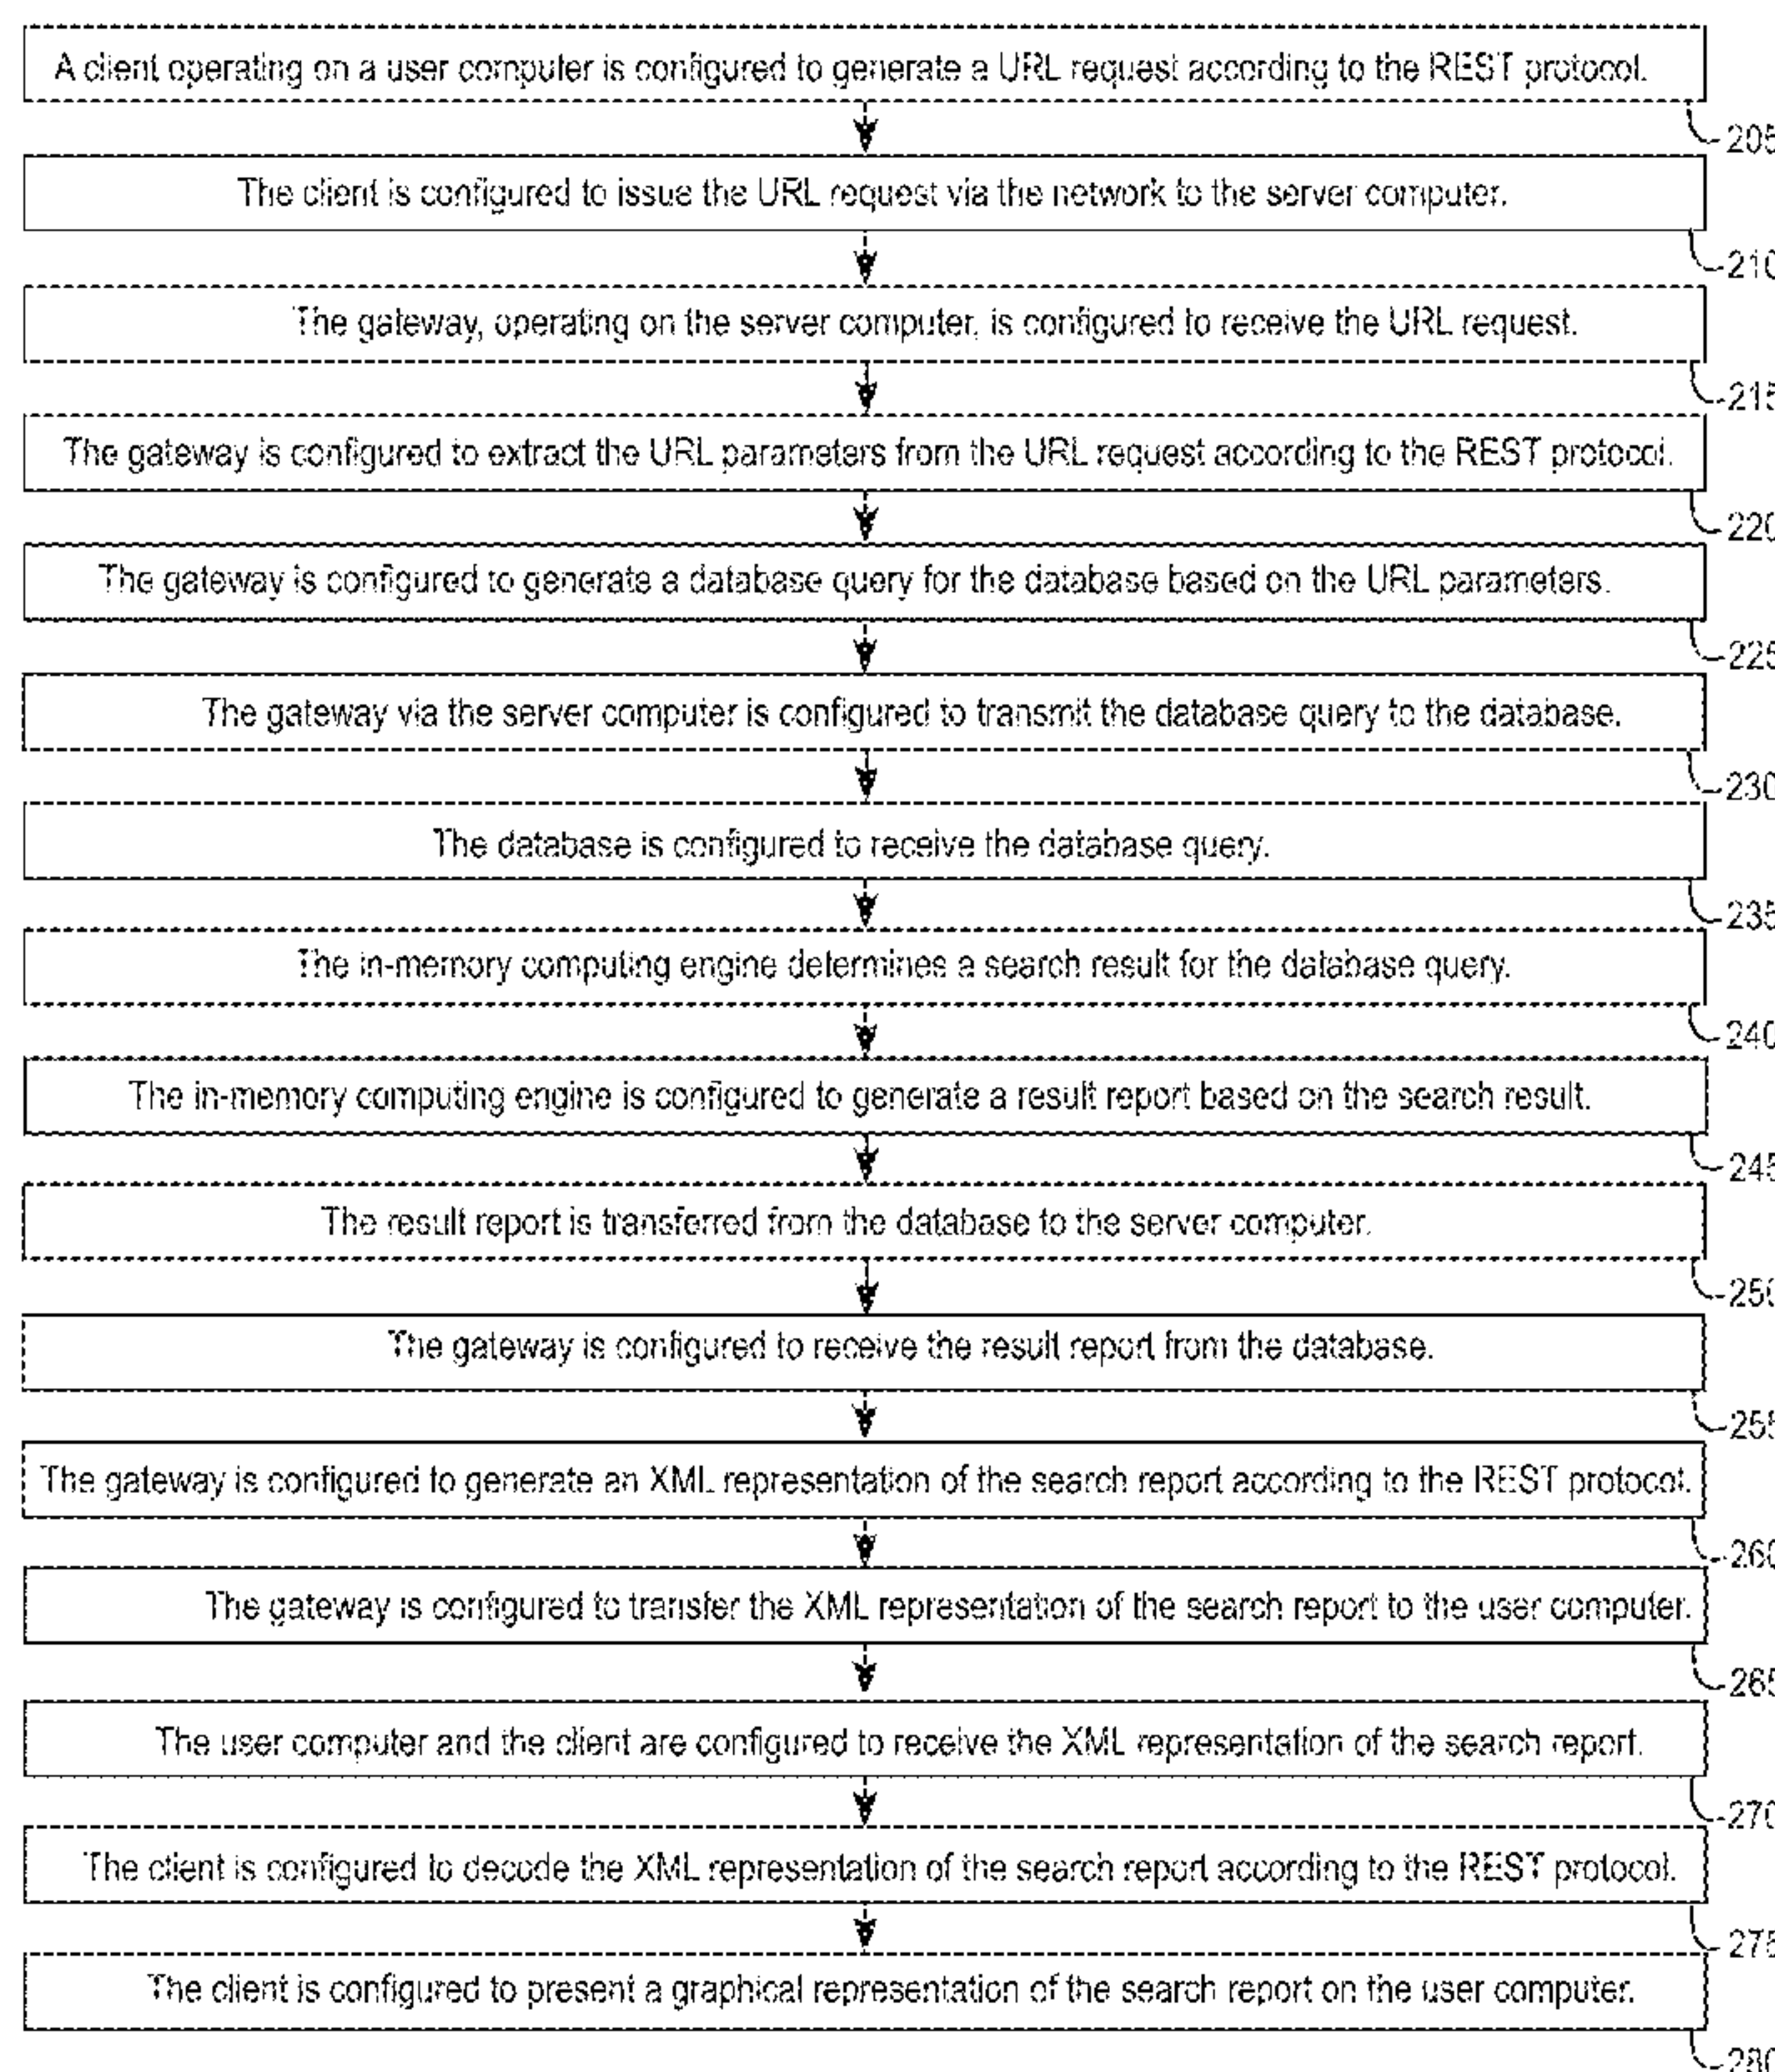 A client operating on a user computer is configured to generate a URL request according to the REST protocol.
205
The client is configured to issue the URL request via the network to the server computer.
210
The gateway, operating on the server computer, is configured to receive the URL request.
215
The gateway is configured to extract the URL parameters from the URL request according to the REST protocol.
220
The gateway is configured to generate a database query for the database based on the URL parameters.
225
The gateway via the server computer is configured to transmit the database query to the database.
230
The database is configured to receive the database query.
235
The in-memory computing engine determines a search result for the database query.
240
The in-memory computing engine is configured to generate a result report based on the search result.
245
The result report is transferred from the database to the server computer.
250
The gateway is configured to receive the result report from the database.
255
The gateway is configured to generate an XML representation of the search report according to the REST protocol.
260
The gateway is configured to transfer the XML representation of the search report to the user computer.
265
The user computer and the client are configured to receive the XML representation of the search report.
270
The client is configured to decode the XML representation of the search report according to the REST protocol.
275
The client is configured to present a graphical representation of the search report on the user computer.
280